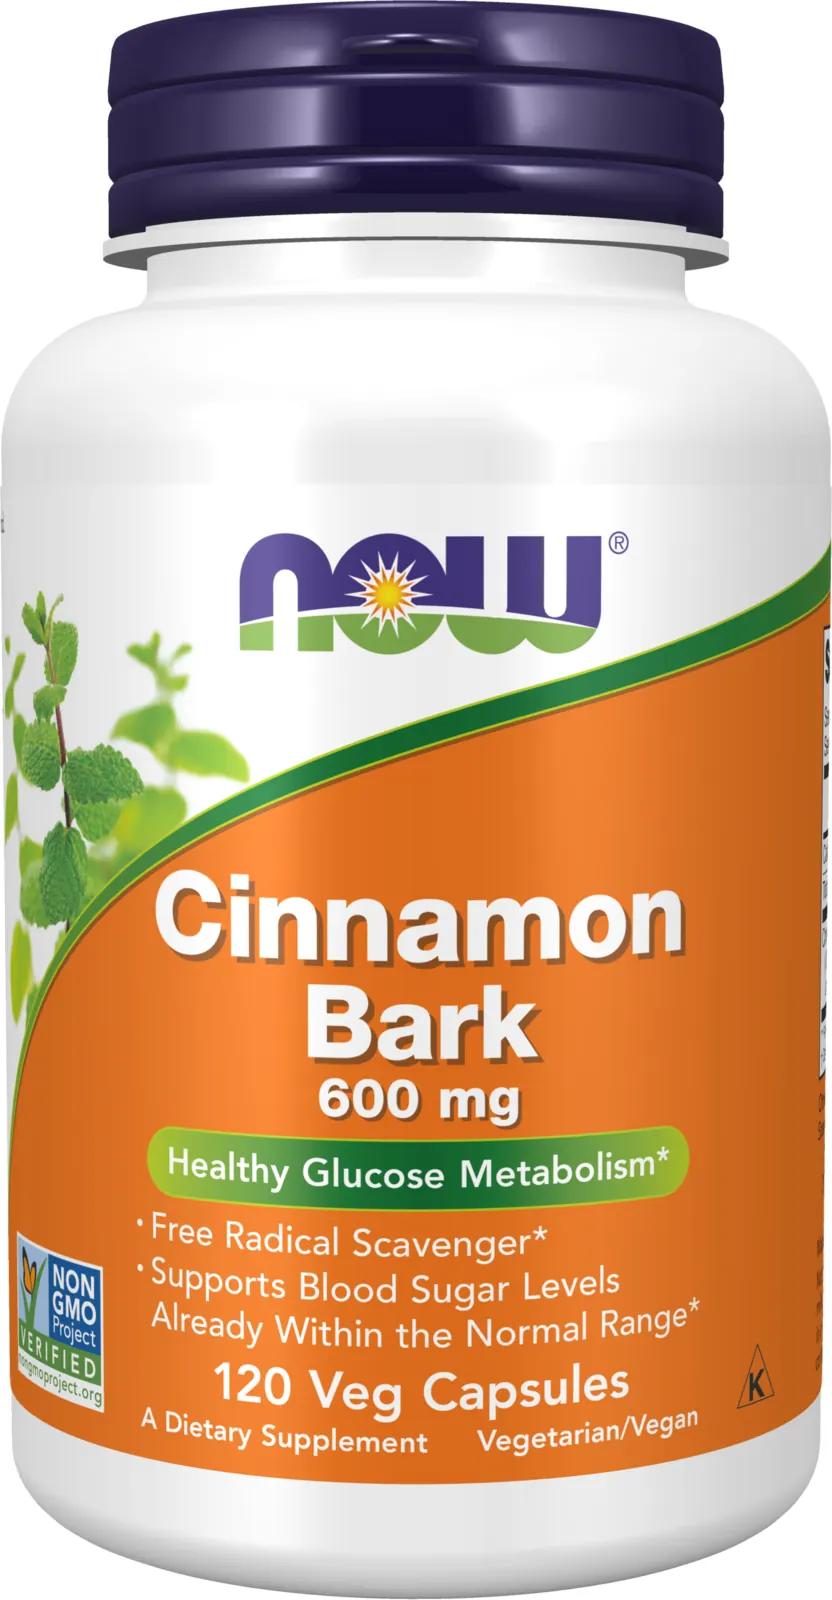 NOW®
Cinnamon
Bark
600 mg
Healthy Glucose Metabolism*
• Free Radical Scavenger*
• Supports Blood Sugar Levels
Already Within the Normal Range*
120 Veg Capsules
A Dietary Supplement
Vegetarian/Vegan
NON
GMO
Project
VERIFIED
nongmoproject.org
K